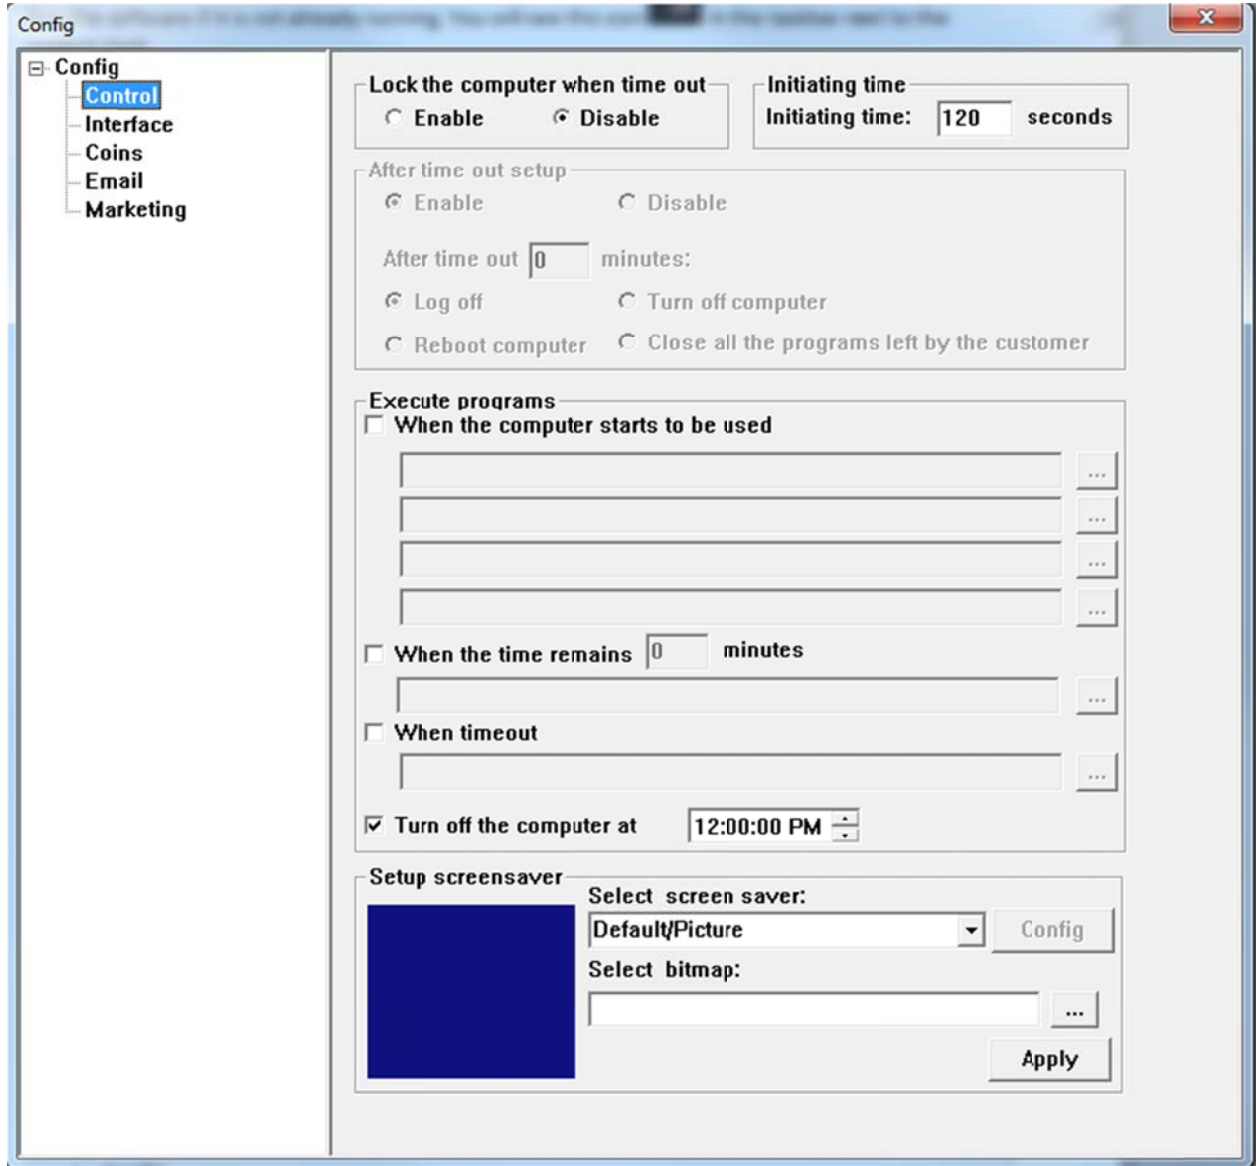 Config
Config
Control
Interface
Coins
Email
Marketing
Lock the computer when time out
Enable Disable
Initiating time
Initiating time: 120 seconds
After time out setup
Enable Disable
After time out 0 minutes:
Log off Turn off computer
Reboot computer Close all the programs left by the customer
Execute programs
When the computer starts to be used
...
...
...
...
When the time remains 0 minutes
...
When timeout
...
Turn off the computer at 12:00:00 PM
Setup screensaver
Select screen saver:
Default/Picture Config
Select bitmap:
...
Apply